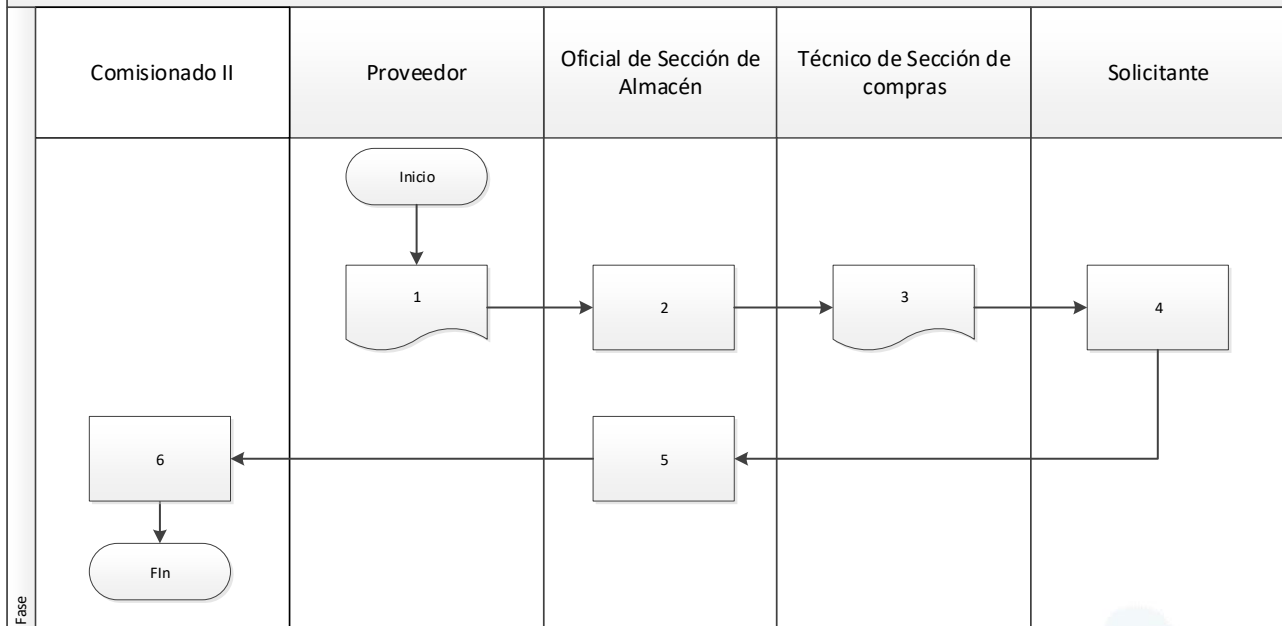 Comisionado II
Proveedor
Oficial de Sección de
Almacén
Técnico de Sección de
compras
Solicitante
Inicio
1
2
3
4
6
5
FIn
Fase